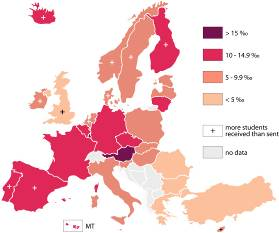 > 15 ‰
10 - 14.9 ‰
5 - 9.9 ‰
< 5 ‰
+ more students
received than sent
no data
MT